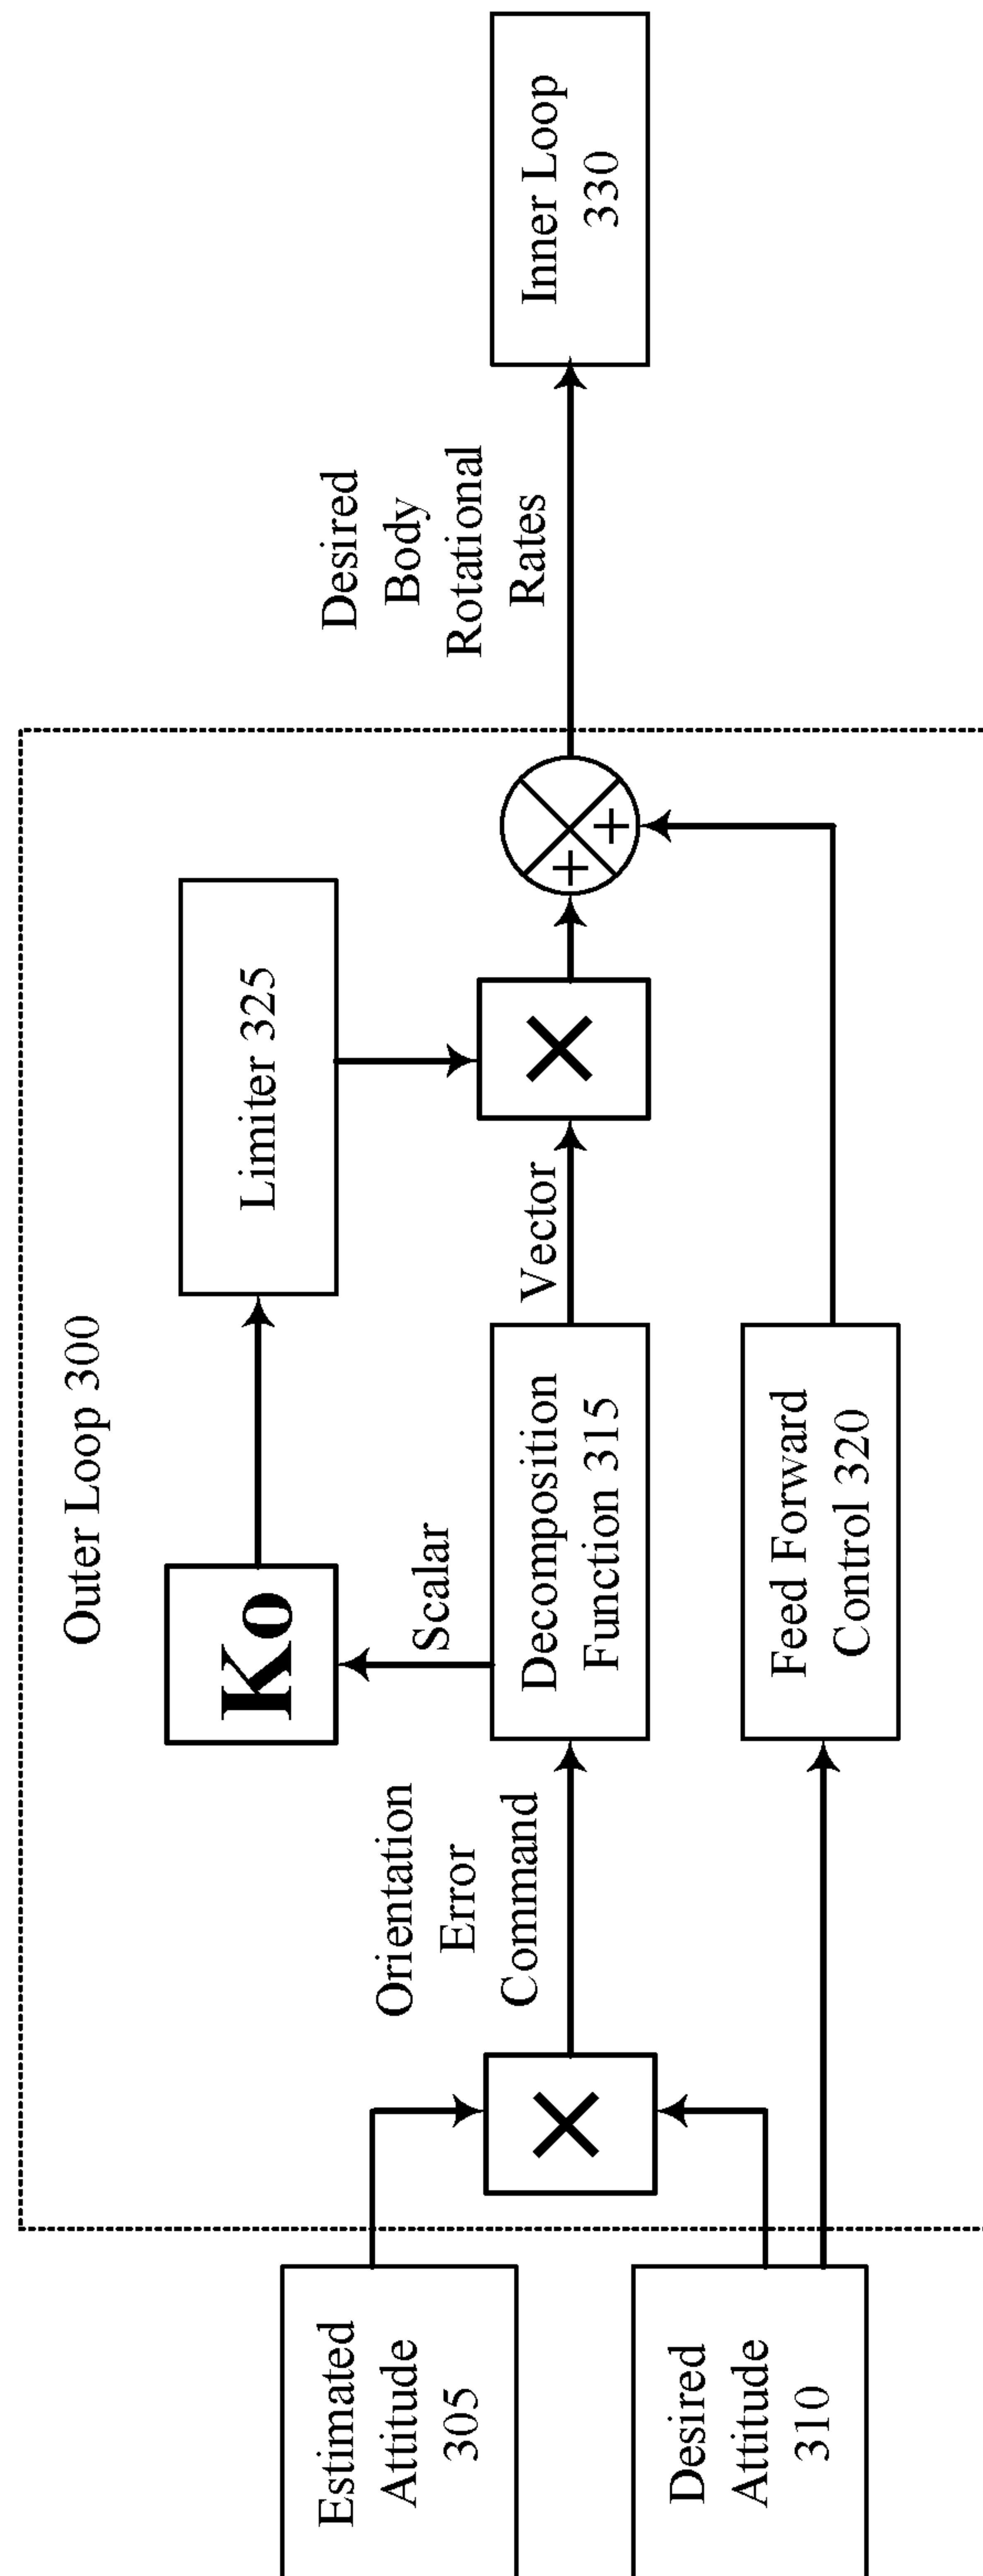 Outer Loop 300
Estimated
Attitude
305
Desired
Attitude
310
×
Orientation
Error
Command
Ko
Scalar
Decomposition
Function 315
Feed Forward
Control 320
Limiter 325
Vector
×
+
+
Desired
Body
Rotational
Rates
Inner Loop
330